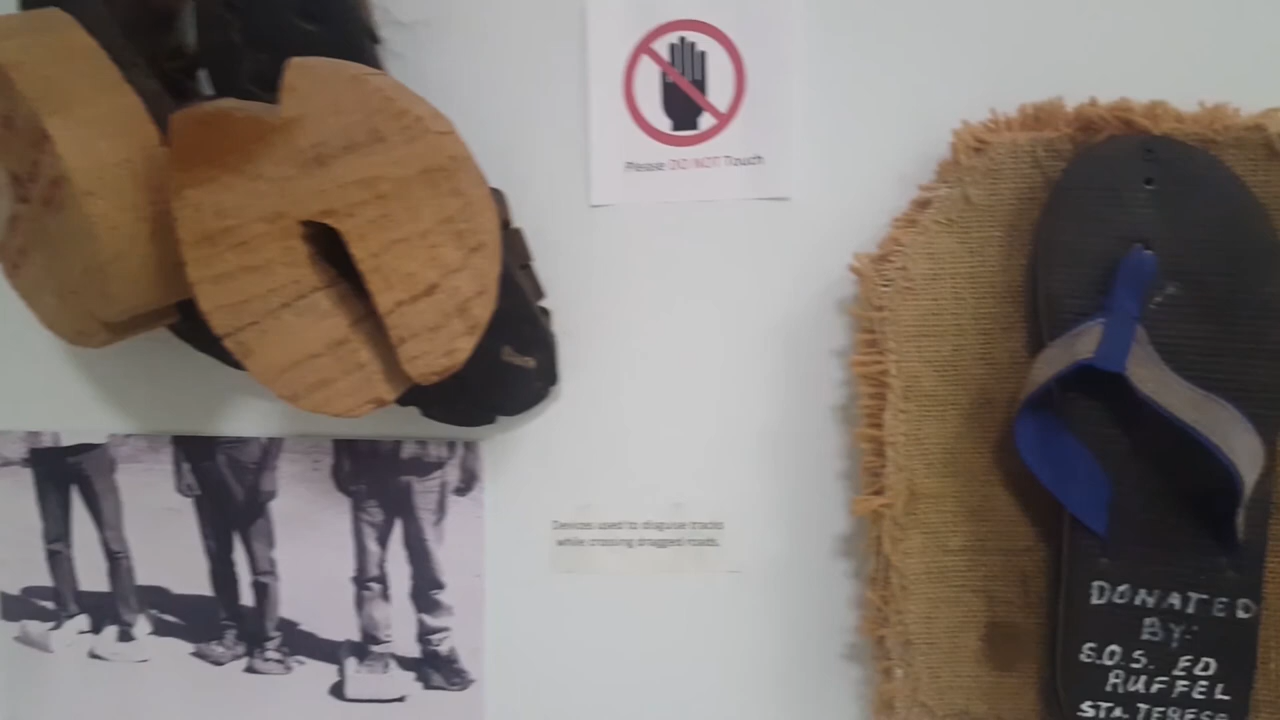 Please DO NOT Touch
Devices used to disguise tracks
while crossing dragged roads.
DONATED
BY:
S.O.S. ED
RUFFEL
STA. TERESA